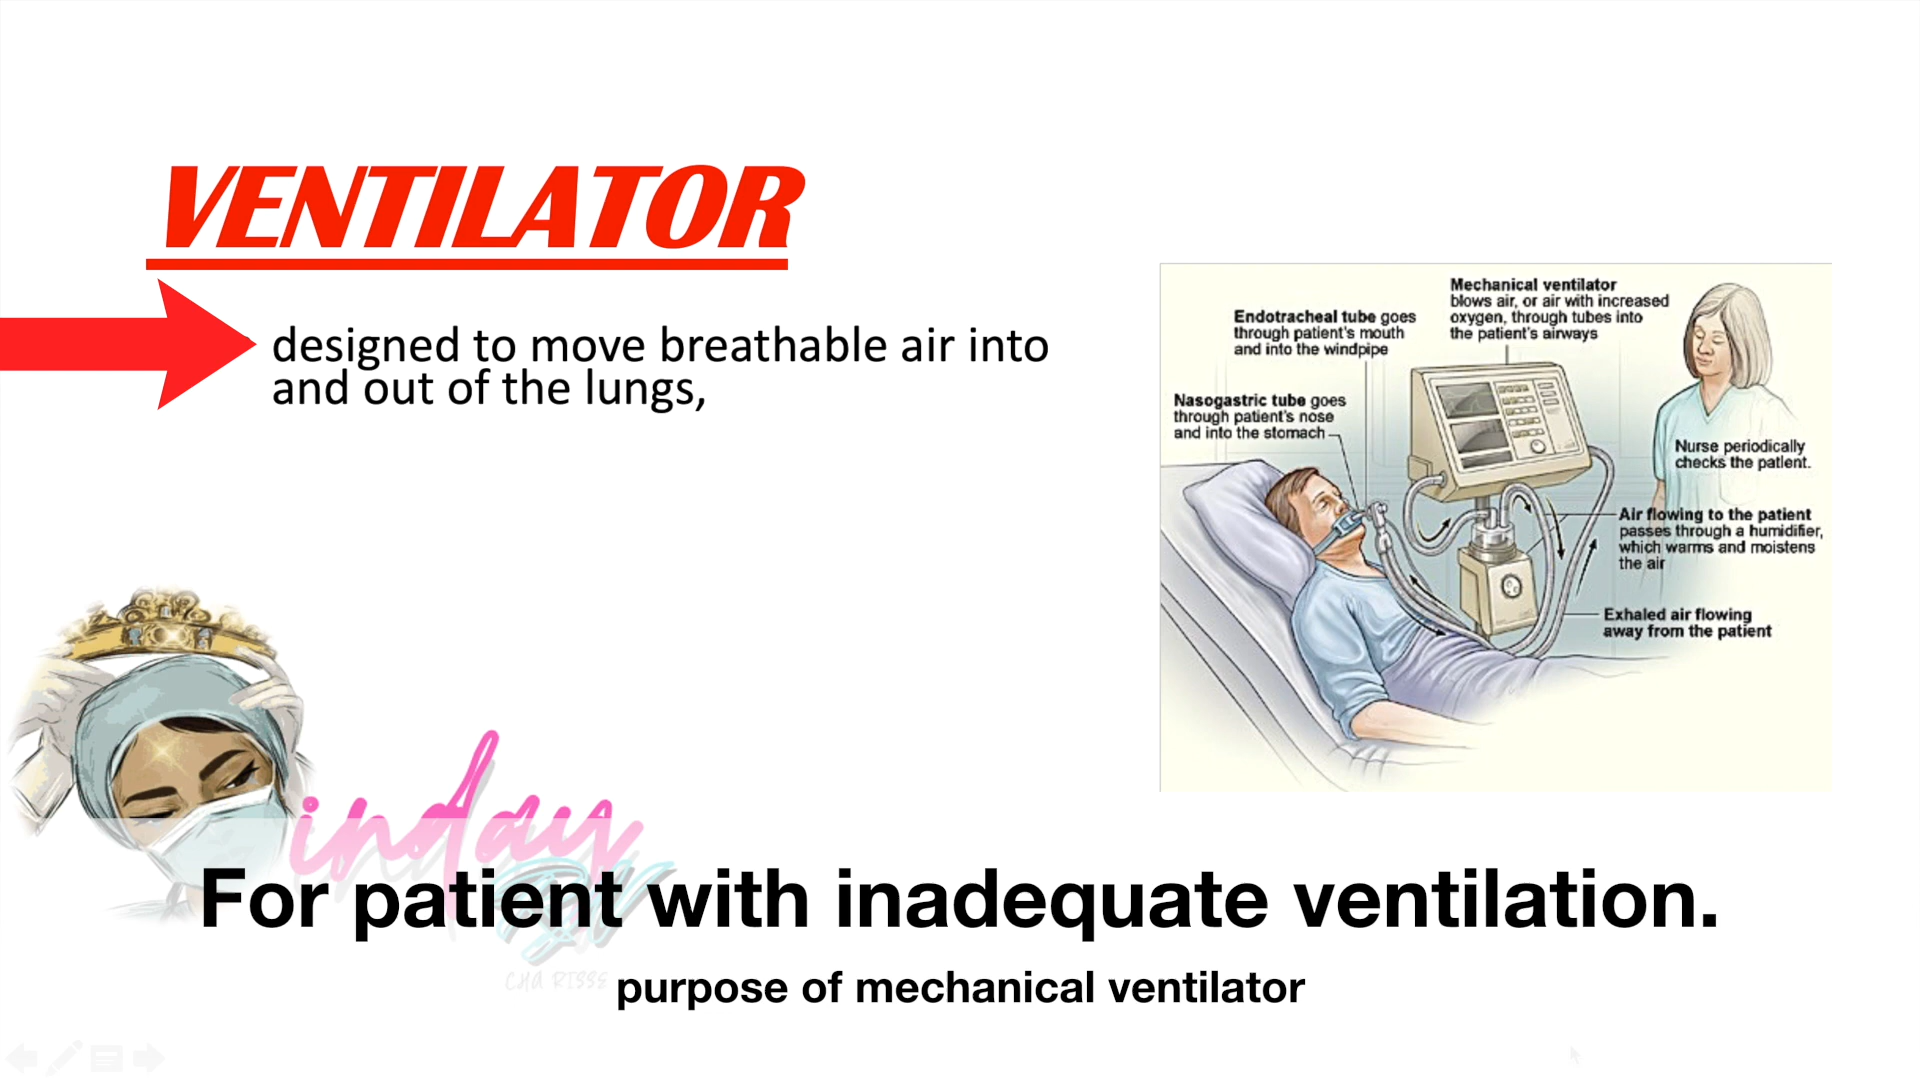 VENTILATOR
designed to move breathable air into
and out of the lungs,
Mechanical ventilator
blows air, or air with increased
oxygen, through tubes into
the patient's airways
Endotracheal tube goes
through patient's mouth
and into the windpipe
Nasogastric tube goes
through patient's nose
and into the stomach
Nurse periodically
checks the patient.
Air flowing to the patient
passes through a humidifier,
which warms and moistens
the air
Exhaled air flowing
away from the patient
inday
RN
CHA RISSE
For patient with inadequate ventilation.
purpose of mechanical ventilator